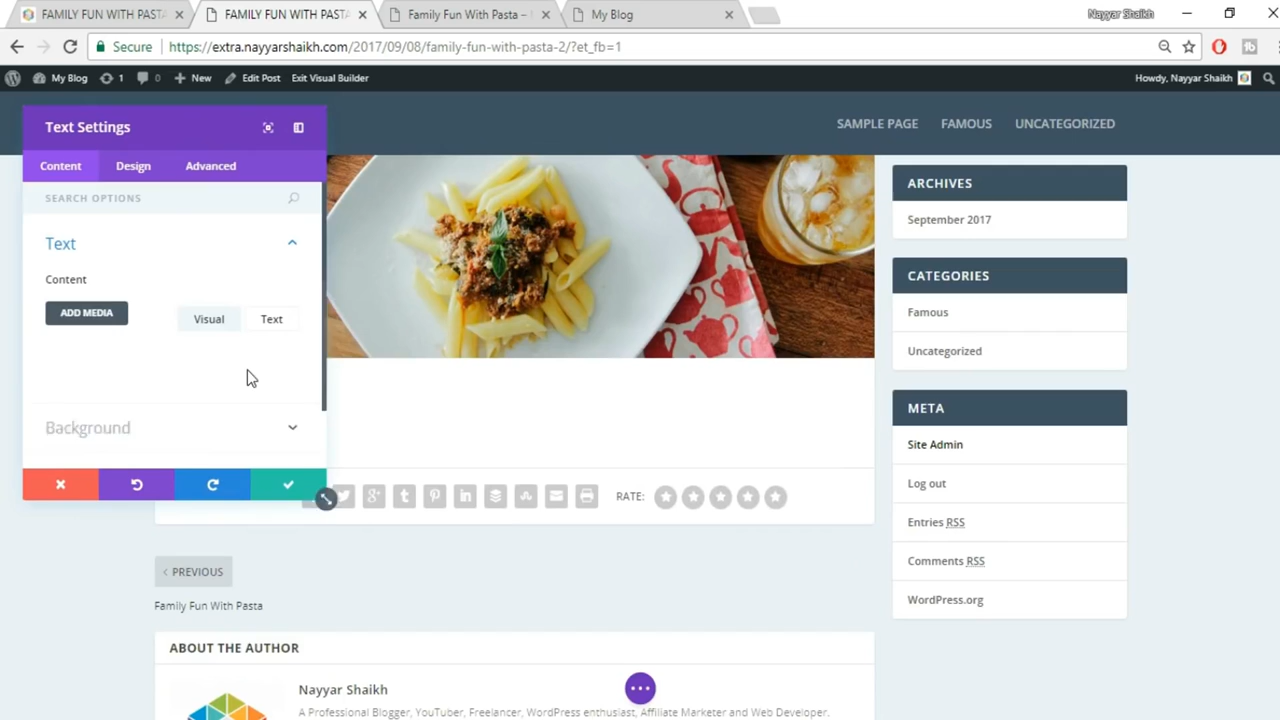 FAMILY FUN WITH PASTA
FAMILY FUN WITH PASTA
Family Fun With Pasta –
My Blog
Nayyar Shaikh
Secure
https://extra.nayyarshaikh.com/2017/09/08/family-fun-with-pasta-2/?et_fb=1
My Blog
1
0
New
Edit Post
Exit Visual Builder
Howdy, Nayyar Shaikh
Text Settings
SAMPLE PAGE
FAMOUS
UNCATEGORIZED
Content
Design
Advanced
SEARCH OPTIONS
Text
Content
ADD MEDIA
Visual
Text
Background
ARCHIVES
September 2017
CATEGORIES
Famous
Uncategorized
META
Site Admin
Log out
Entries RSS
Comments RSS
WordPress.org
RATE:
< PREVIOUS
Family Fun With Pasta
ABOUT THE AUTHOR
Nayyar Shaikh
A Professional Blogger, YouTuber, Freelancer, WordPress enthusiast, Affiliate Marketer and Web Developer.